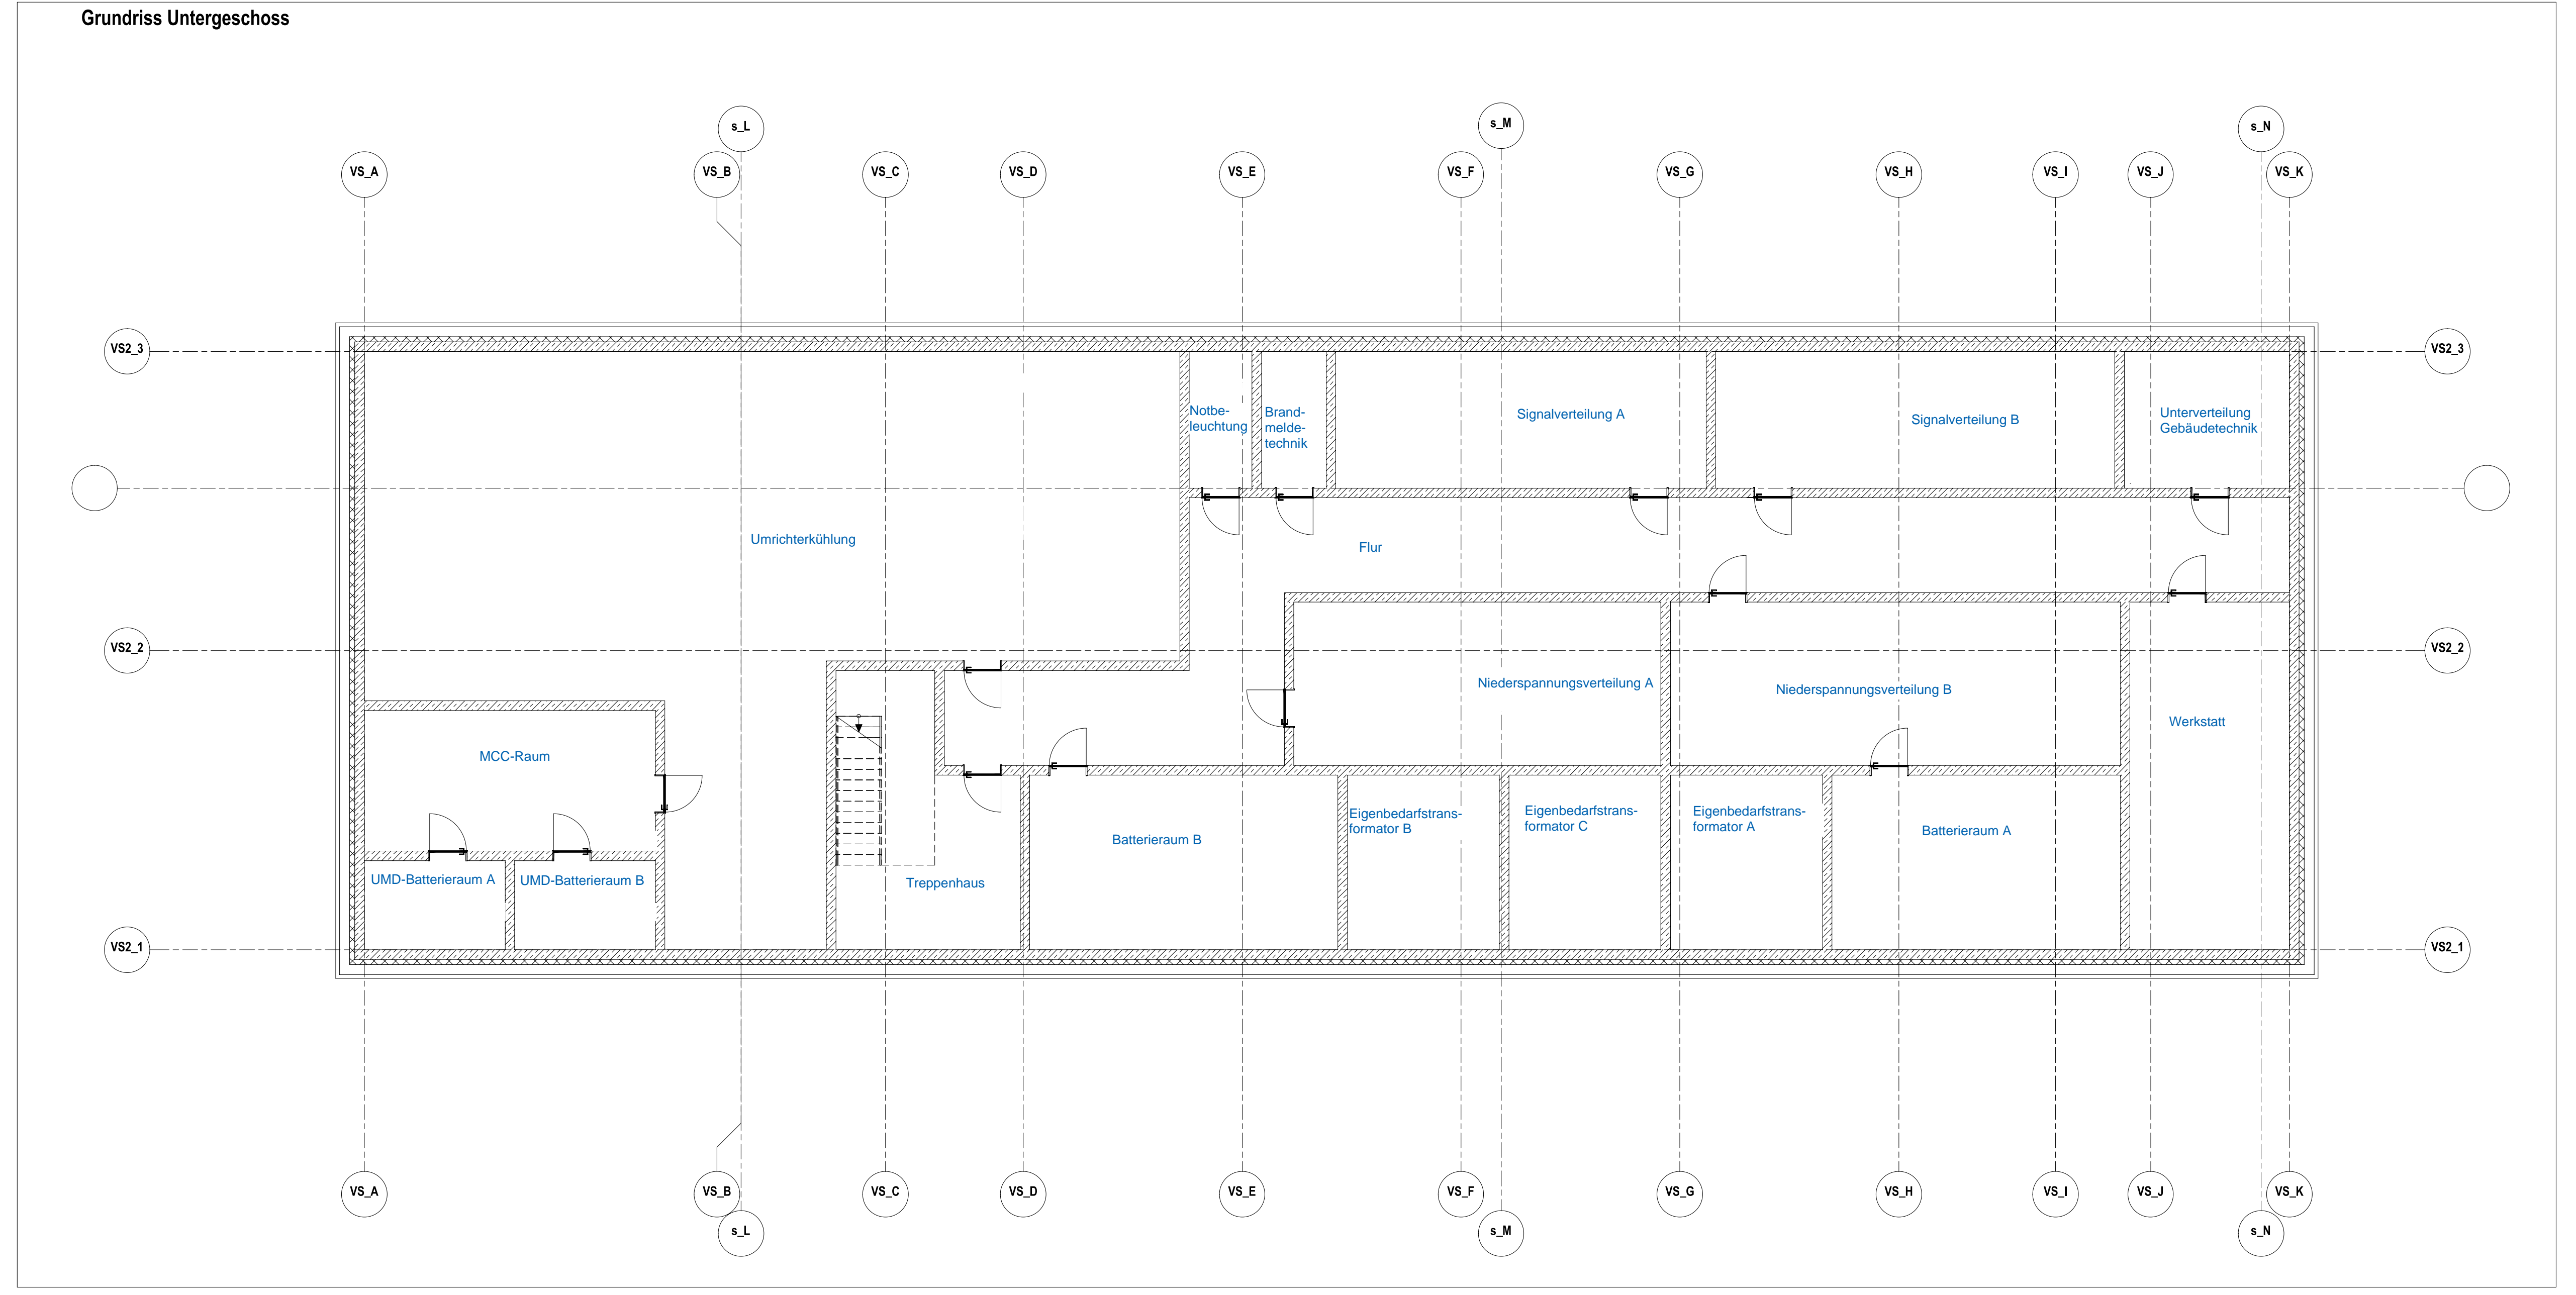 Grundriss Untergeschoss
s_L
s_M
s_N
VS_A
VS_B
VS_C
VS_D
VS_E
VS_F
VS_G
VS_H
VS_I
VS_J
VS_K
VS2_3
VS2_3
Notbe-
leuchtung
Brand-
melde-
technik
Signalverteilung A
Signalverteilung B
Unterverteilung
Gebäudetechnik
Umrichterkühlung
Flur
VS2_2
VS2_2
Niederspannungsverteilung A
Niederspannungsverteilung B
Werkstatt
MCC-Raum
Batterieraum B
Eigenbedarfstrans-
formator B
Eigenbedarfstrans-
formator C
Eigenbedarfstrans-
formator A
Batterieraum A
UMD-Batterieraum A
UMD-Batterieraum B
Treppenhaus
VS2_1
VS2_1
VS_A
VS_B
VS_C
VS_D
VS_E
VS_F
VS_G
VS_H
VS_I
VS_J
VS_K
s_L
s_M
s_N